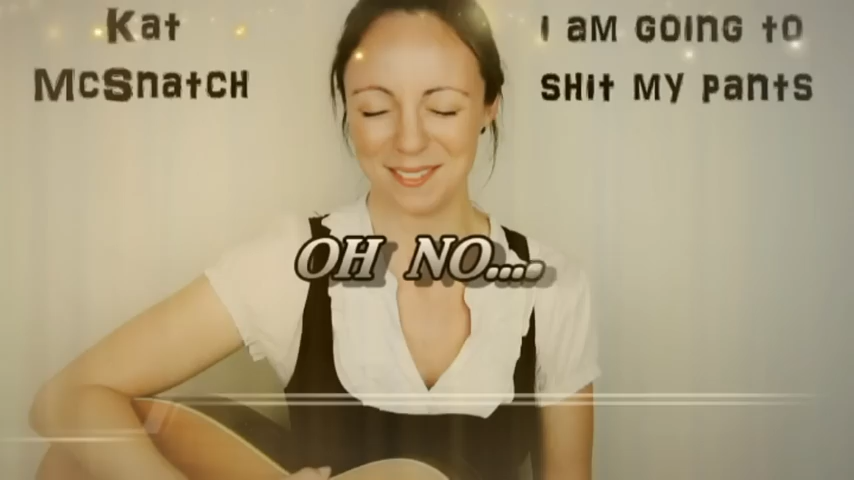 Kat
McSnatch
I AM GOING to
SHIt MY PANtS
OH NO....